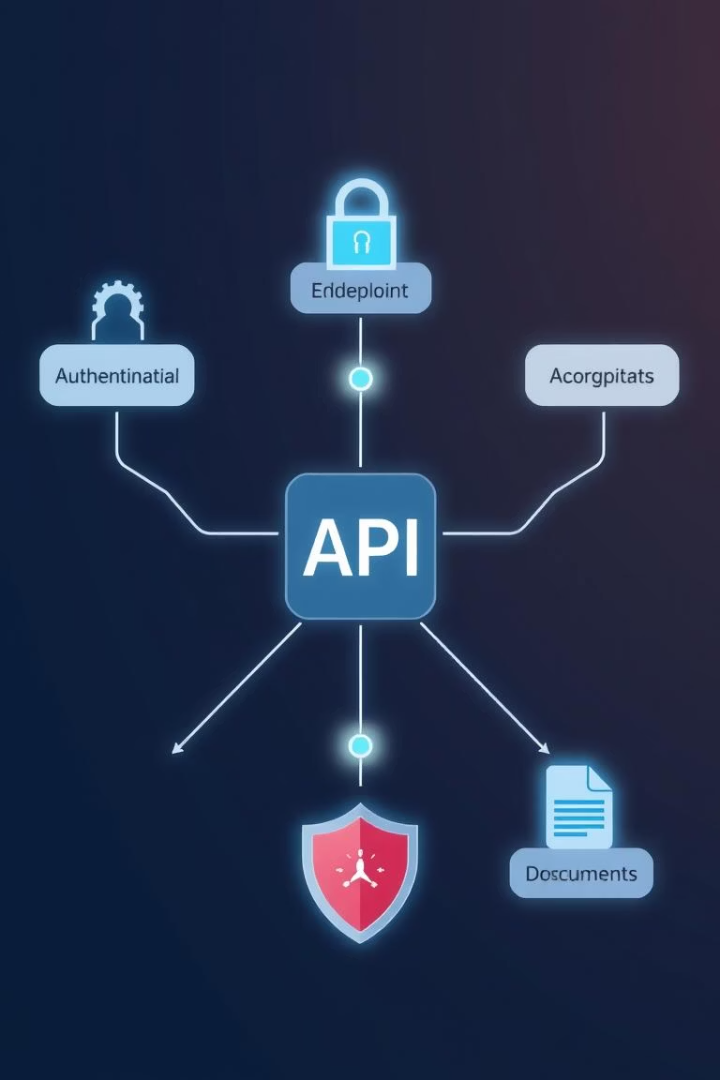 Erldeploint
Authentinatial
Acorgpitats
API
Doscuments